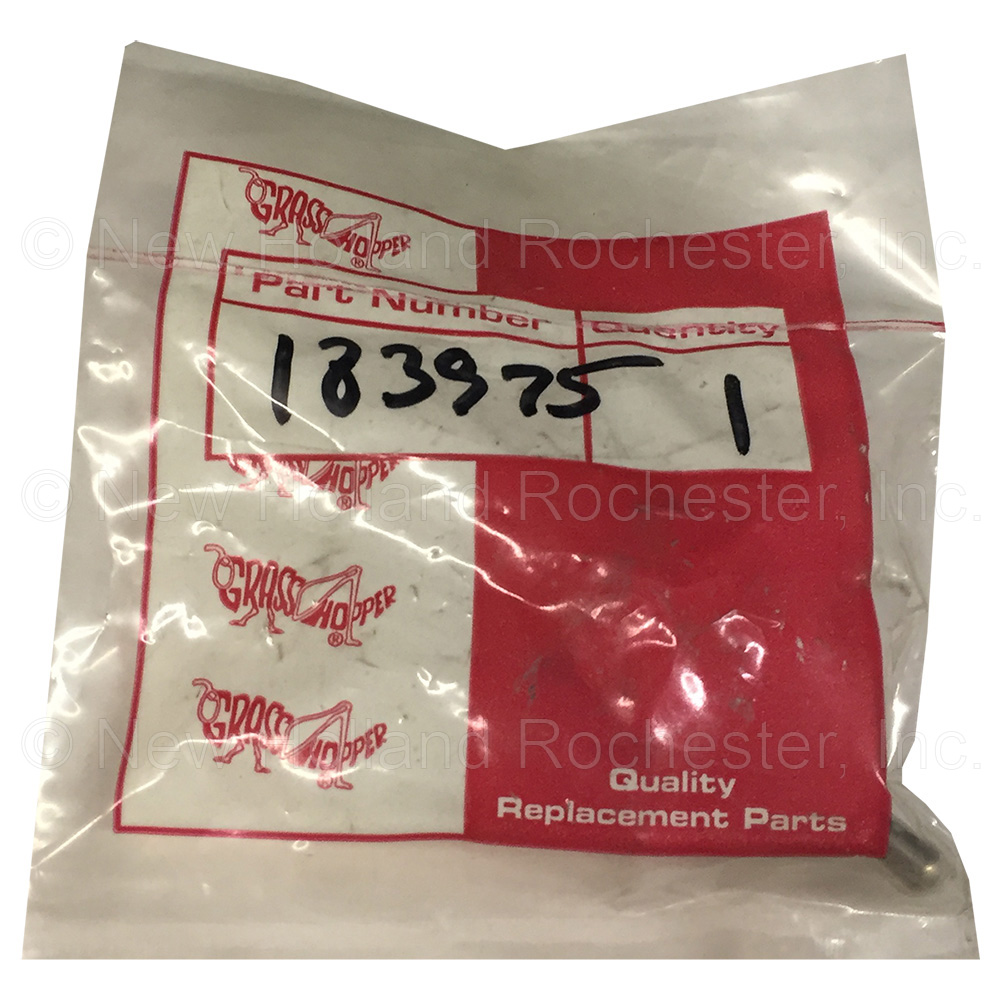 GRASSHOPPER®
© New Holland Rochester, Inc.
Part Number Quantity
183975 1
HOPPER®
© New Holland Rochester, Inc.
GRASSHOPPER®
GRASSHOPPER®
© New Holland Rochester, Inc.
Quality
Replacement Parts